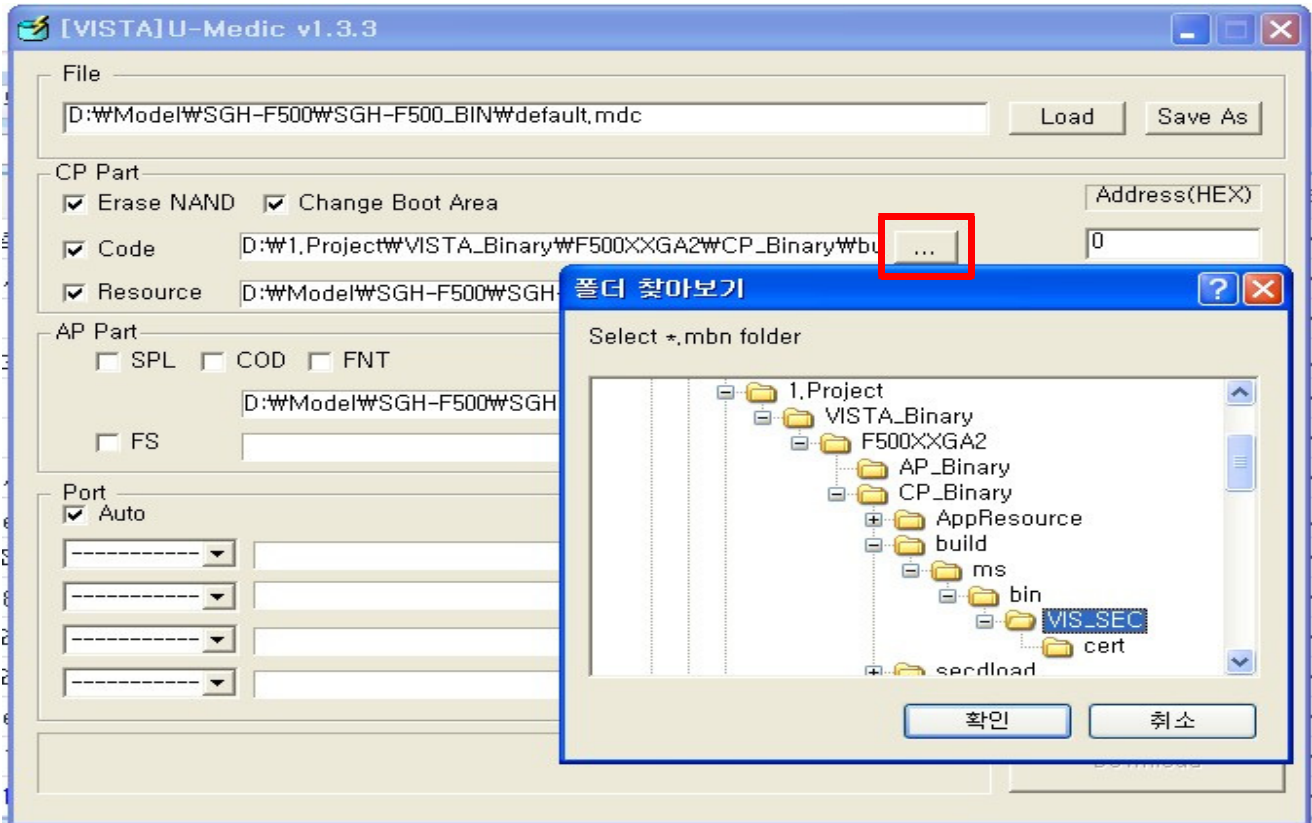 [VISTA]U-Medic v1.3.3
File
D:₩Model₩SGH-F500₩SGH-F500_BIN₩default.mdc
Load
Save As
CP Part
Erase NAND
Change Boot Area
Address(HEX)
Code
D:₩1.Project₩VISTA_Binary₩F500XXGA2₩CP_Binary₩bu
...
0
Resource
D:₩Model₩SGH-F500₩SGH-
AP Part
SPL
COD
FNT
D:₩Model₩SGH-F500₩SGH
FS
Port
Auto
-----------
-----------
-----------
-----------
폴더 찾아보기
Select *.mbn folder
1.Project
VISTA_Binary
F500XXGA2
AP_Binary
CP_Binary
AppResource
build
ms
bin
VIS_SEC
cert
secdload
확인
취소